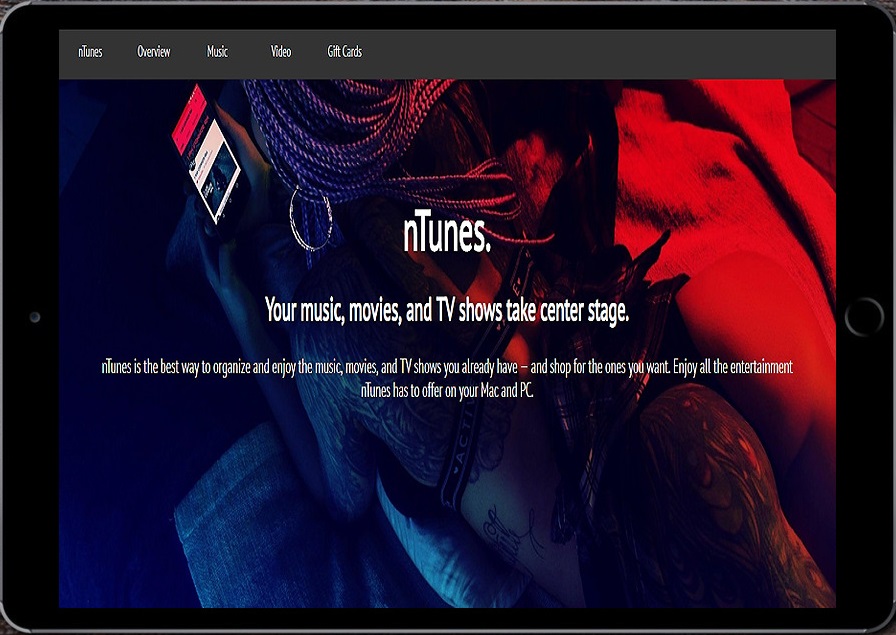 nTunes
Overview
Music
Video
Gift Cards
nTunes.
Your music, movies, and TV shows take center stage.
nTunes is the best way to organize and enjoy the music, movies, and TV shows you already have – and shop for the ones you want. Enjoy all the entertainment
nTunes has to offer on your Mac and PC.
ACTIV